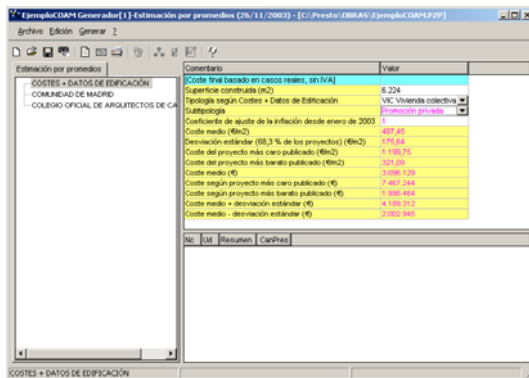 EjemploCOAM Generador[1]-Estimación por promedios (26/11/2003) - [C:\Presto\OBRAS\EjemploCOAM.PZP]
Archivo Edición Generar ?
Estimación por promedios
COSTES + DATOS DE EDIFICACIÓN
COMUNIDAD DE MADRID
COLEGIO OFICIAL DE ARQUITECTOS DE CA
Comentario Valor
[Coste final basado en casos reales, sin IVA]
Superficie construida (m2) 6.224
Tipología según Costes + Datos de Edificación VIC Vivienda colectiva
Subtipología Promoción privada
Coeficiente de ajuste de la inflación desde enero de 2003 1
Coste medio (€/m2) 497,45
Desviación estándar (68,3 % de los proyectos) (€/m2) 175,64
Coste del proyecto más caro publicado (€/m2) 1.199,75
Coste del proyecto más barato publicado (€/m2) 321,09
Coste medio (€) 3.096.129
Coste según proyecto más caro publicado (€) 7.467.244
Coste según proyecto más barato publicado (€) 1.998.464
Coste medio + desviación estándar (€) 4.189.312
Coste medio - desviación estándar (€) 2.002.945
Nc Ud Resumen CanPres
COSTES + DATOS DE EDIFICACIÓN